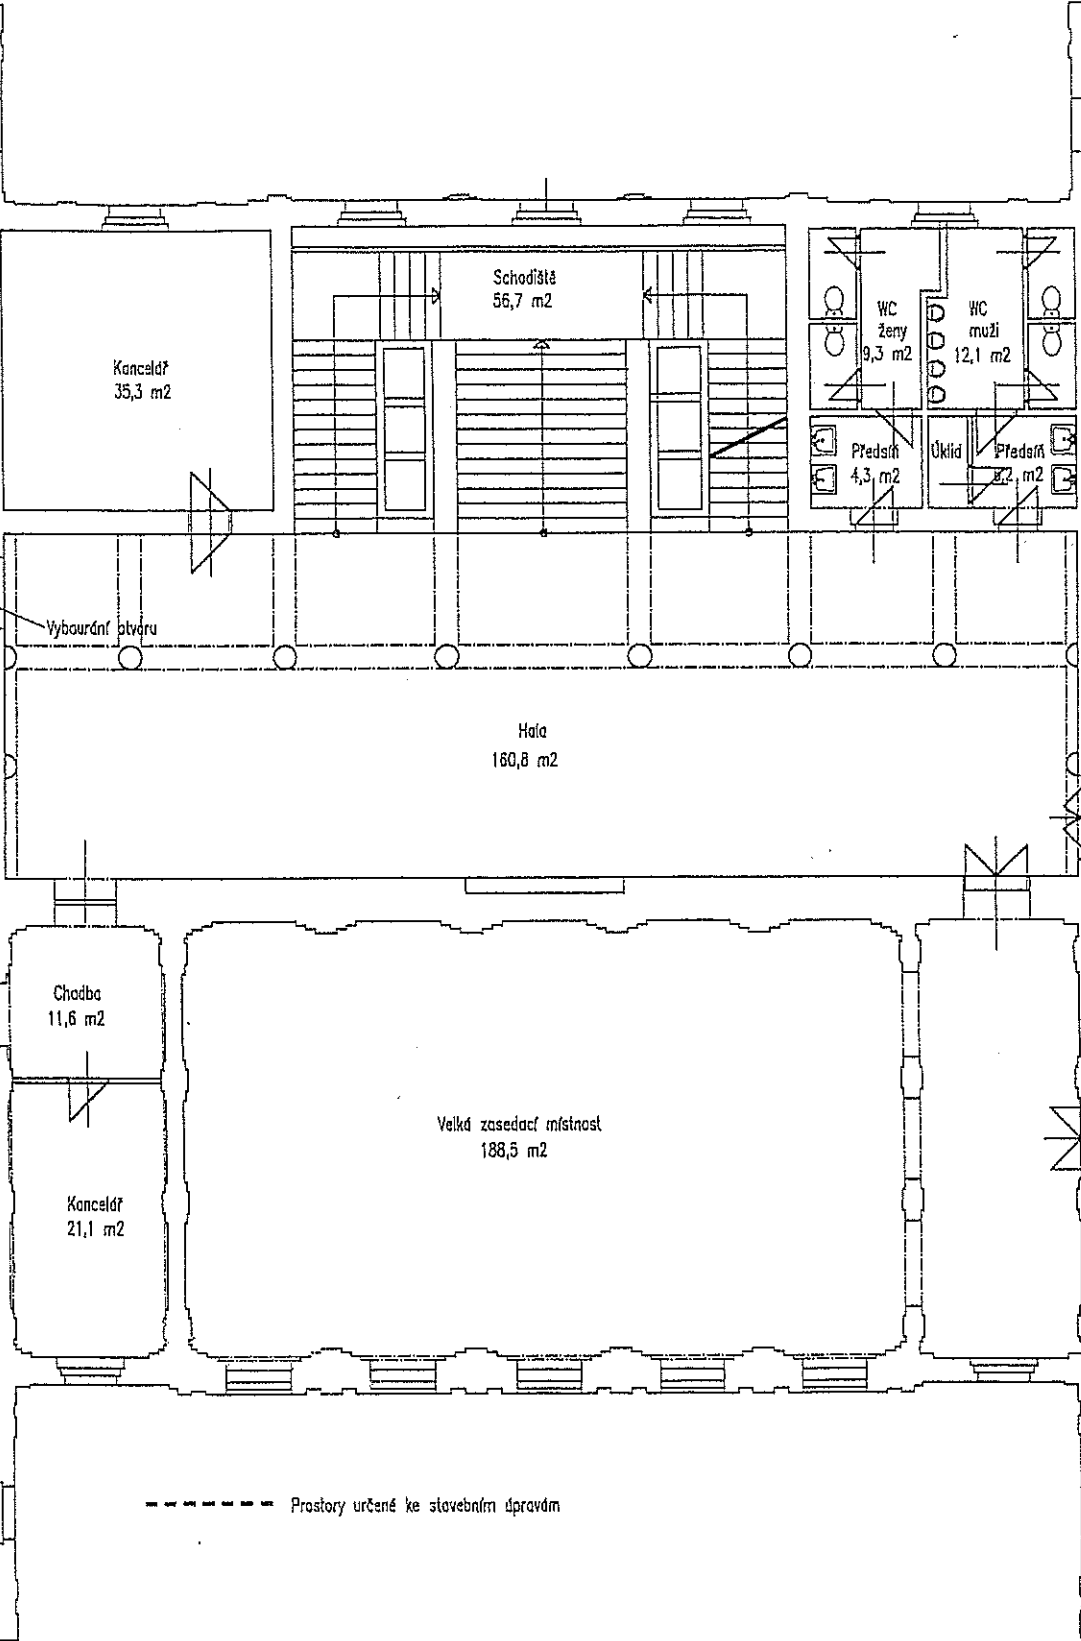 Schodiště
56,7 m2
Kancelář
35,3 m2
WC
ženy
9,3 m2
WC
muži
12,1 m2
Předsíň
4,3 m2
Úklid
Předsíň
m2
Vybourání otvoru
Hala
160,8 m2
Chodba
11,6 m2
Velká zasedací místnost
188,5 m2
Kancelář
21,1 m2
Prostory určené ke stavebním úpravám